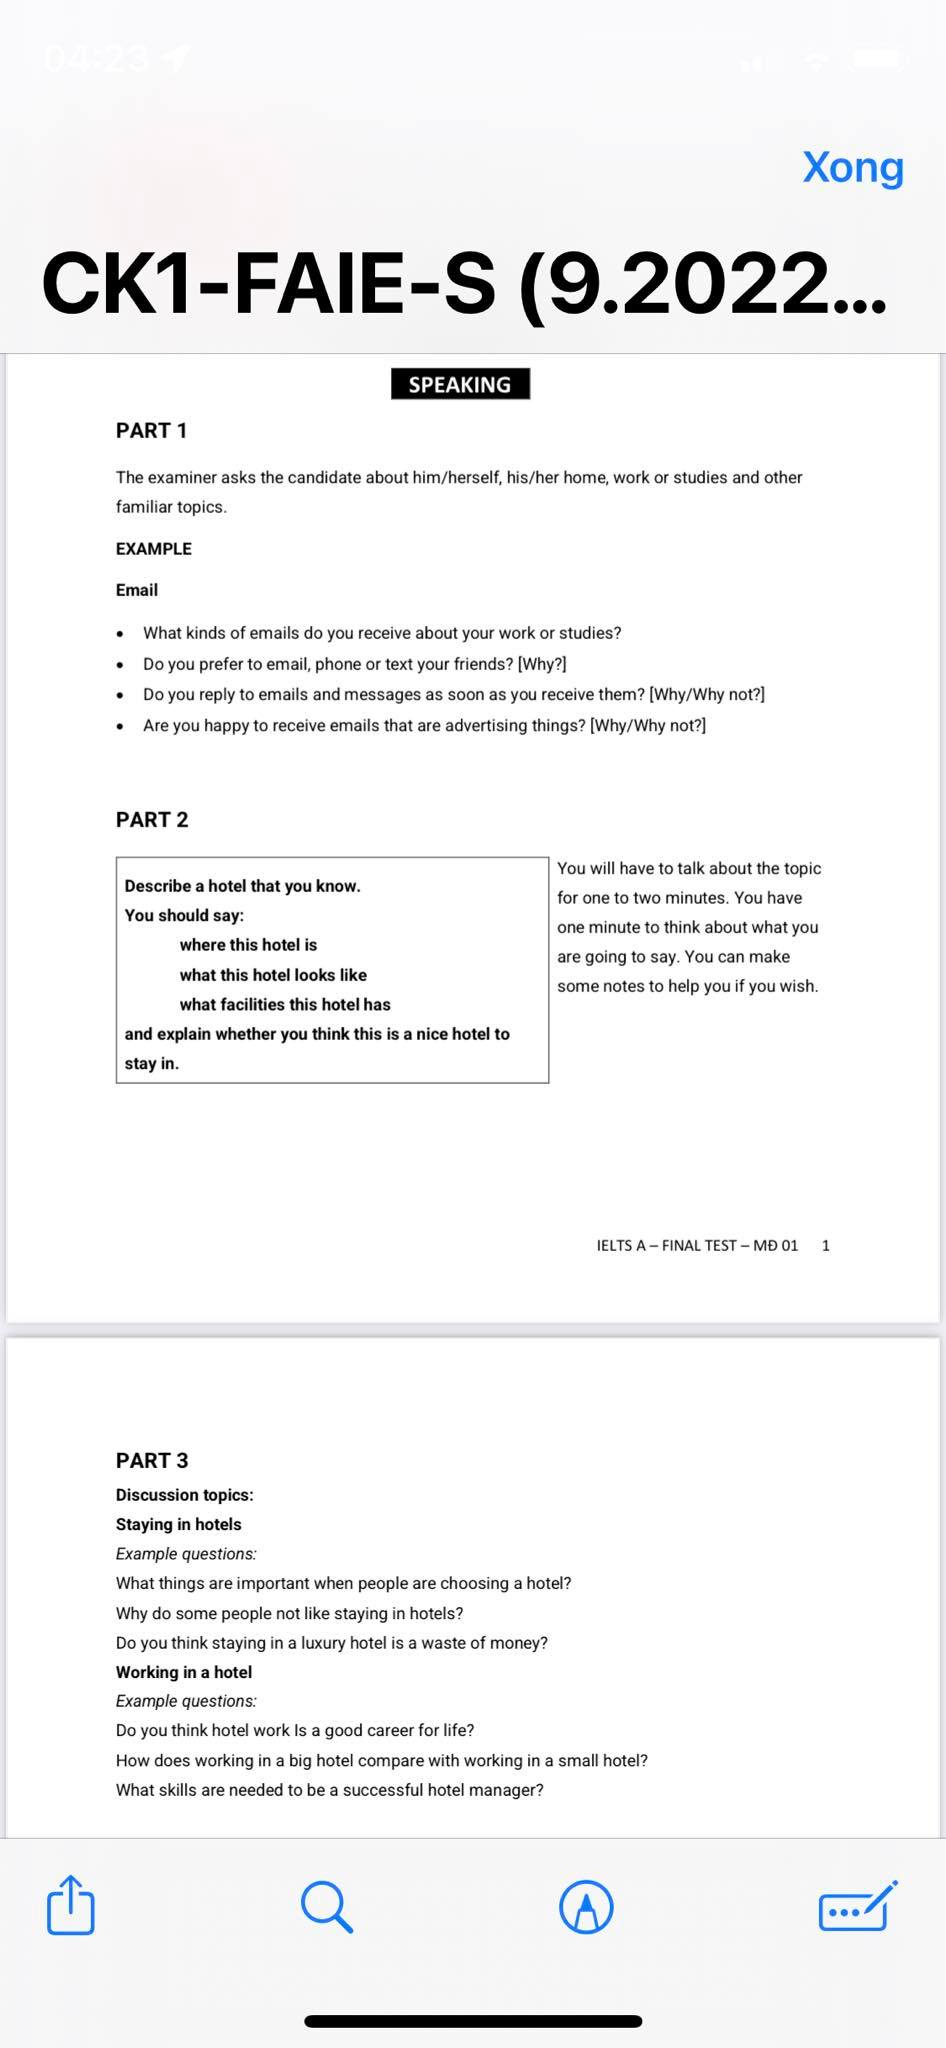 04:23
Xong
CK1-FAIE-S (9.2022...
SPEAKING
PART 1
The examiner asks the candidate about him/herself, his/her home, work or studies and other
familiar topics.
EXAMPLE
Email
• What kinds of emails do you receive about your work or studies?
• Do you prefer to email, phone or text your friends? [Why?]
• Do you reply to emails and messages as soon as you receive them? [Why/Why not?]
• Are you happy to receive emails that are advertising things? [Why/Why not?]
PART 2
Describe a hotel that you know.
You should say:
where this hotel is
what this hotel looks like
what facilities this hotel has
and explain whether you think this is a nice hotel to
stay in.
You will have to talk about the topic
for one to two minutes. You have
one minute to think about what you
are going to say. You can make
some notes to help you if you wish.
IELTS A – FINAL TEST – MĐ 01 1
PART 3
Discussion topics:
Staying in hotels
Example questions:
What things are important when people are choosing a hotel?
Why do some people not like staying in hotels?
Do you think staying in a luxury hotel is a waste of money?
Working in a hotel
Example questions:
Do you think hotel work Is a good career for life?
How does working in a big hotel compare with working in a small hotel?
What skills are needed to be a successful hotel manager?